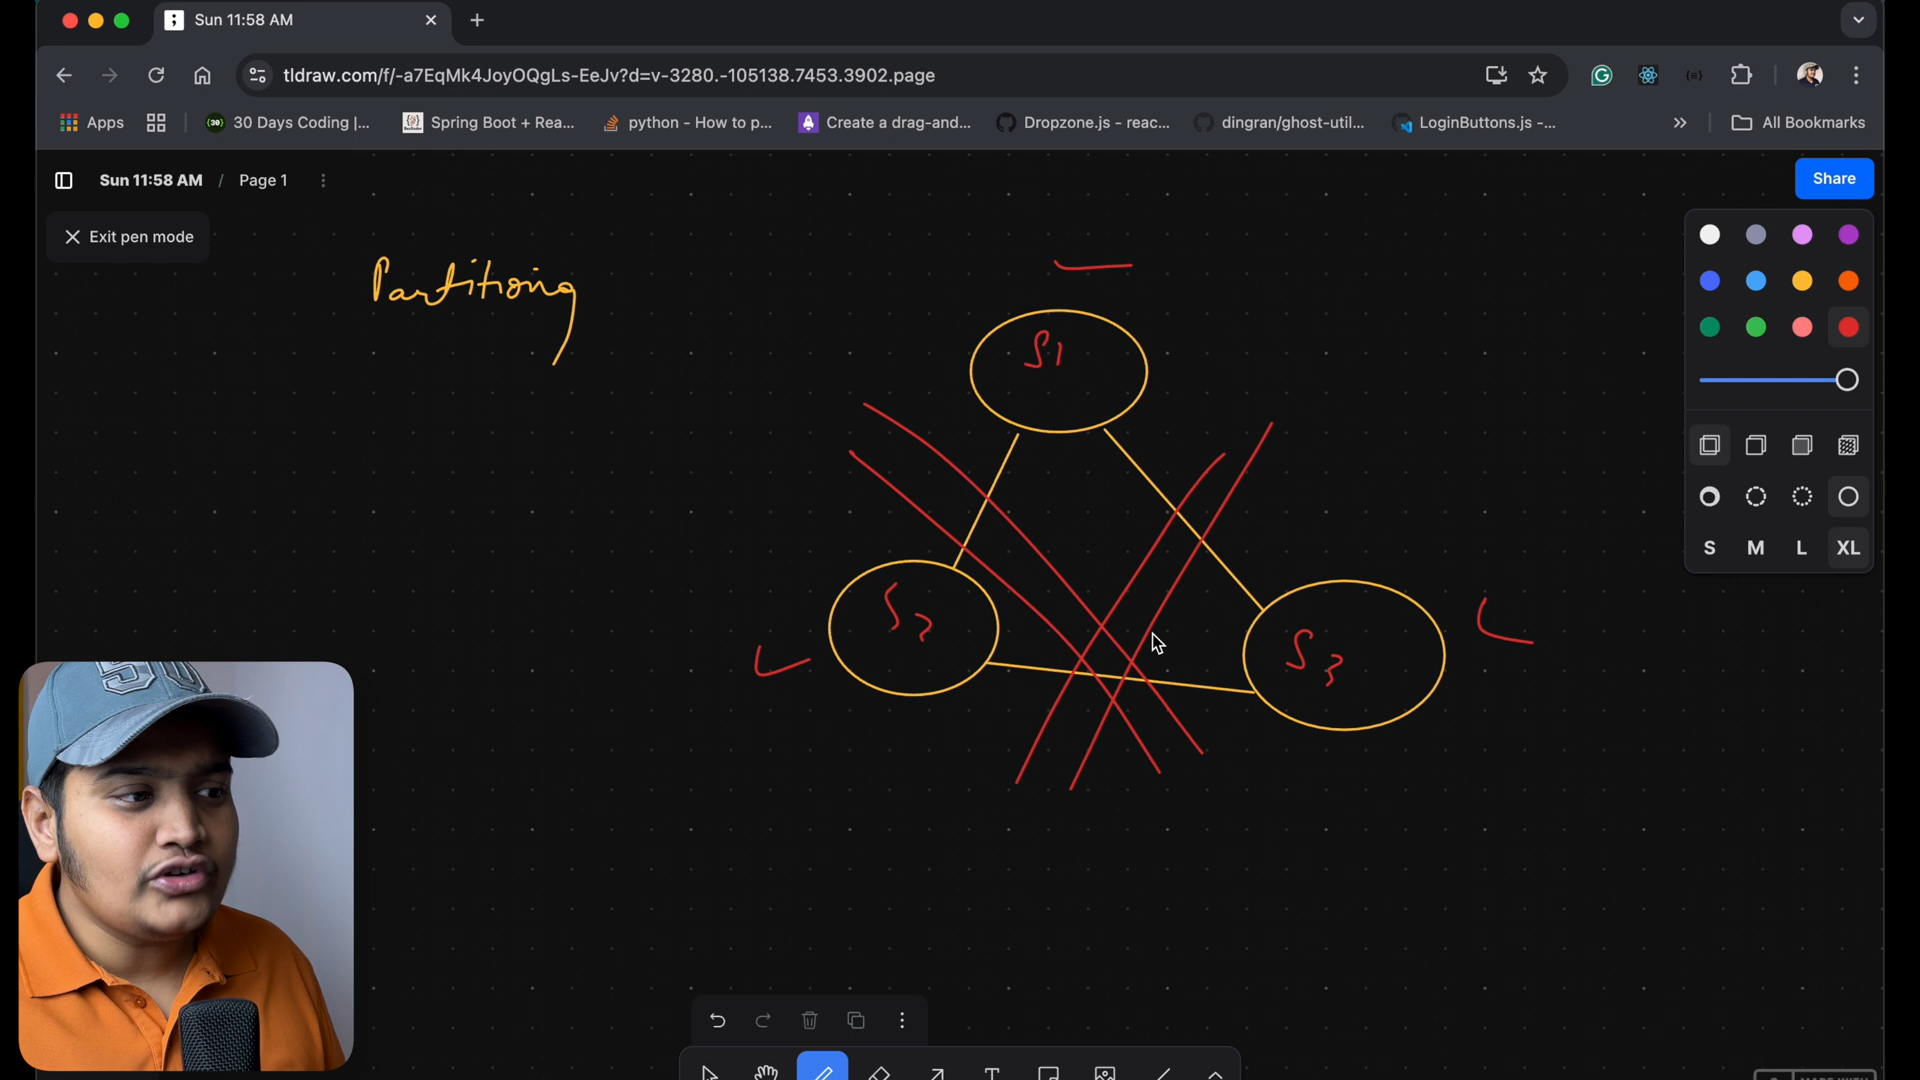 Sun 11:58 AM
tldraw.com/f/-a7EqMk4JoyOQgLs-EeJv?d=v-3280.-105138.7453.3902.page
Apps
30 Days Coding |...
Spring Boot + Rea...
python - How to p...
Create a drag-and...
Dropzone.js - reac...
dingran/ghost-util...
LoginButtons.js -...
All Bookmarks
Sun 11:58 AM / Page 1
Share
Exit pen mode
Partitioning
S1
S2
S3
S M L XL